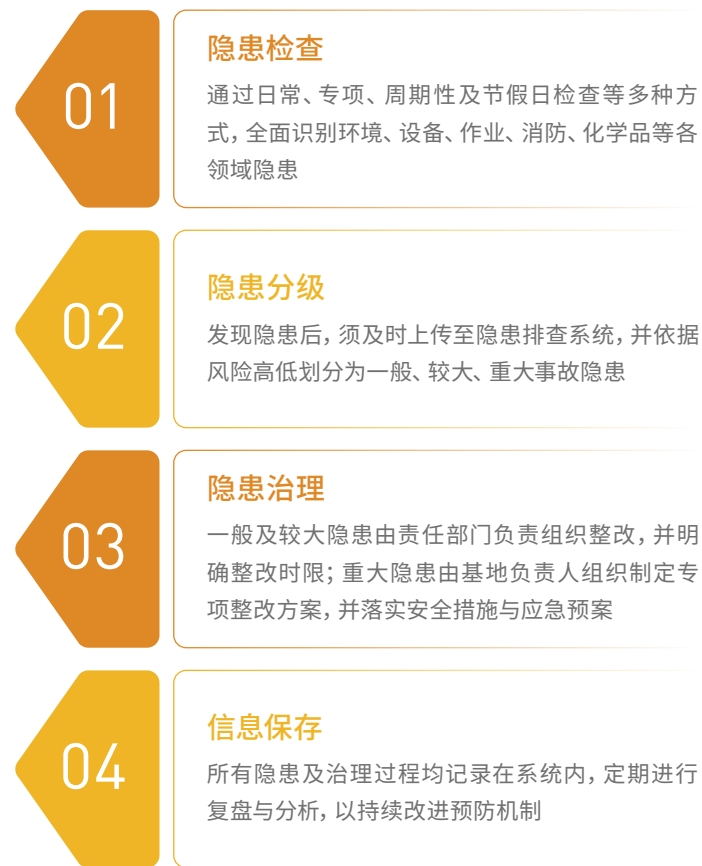 01
隐患检查
通过日常、专项、周期性及节假日检查等多种方
式，全面识别环境、设备、作业、消防、化学品等各
领域隐患
02
隐患分级
发现隐患后，须及时上传至隐患排查系统，并依据
风险高低划分为一般、较大、重大事故隐患
03
隐患治理
一般及较大隐患由责任部门负责组织整改，并明
确整改时限；重大隐患由基地负责人组织制定专
项整改方案，并落实安全措施与应急预案
04
信息保存
所有隐患及治理过程均记录在系统内，定期进行
复盘与分析，以持续改进预防机制